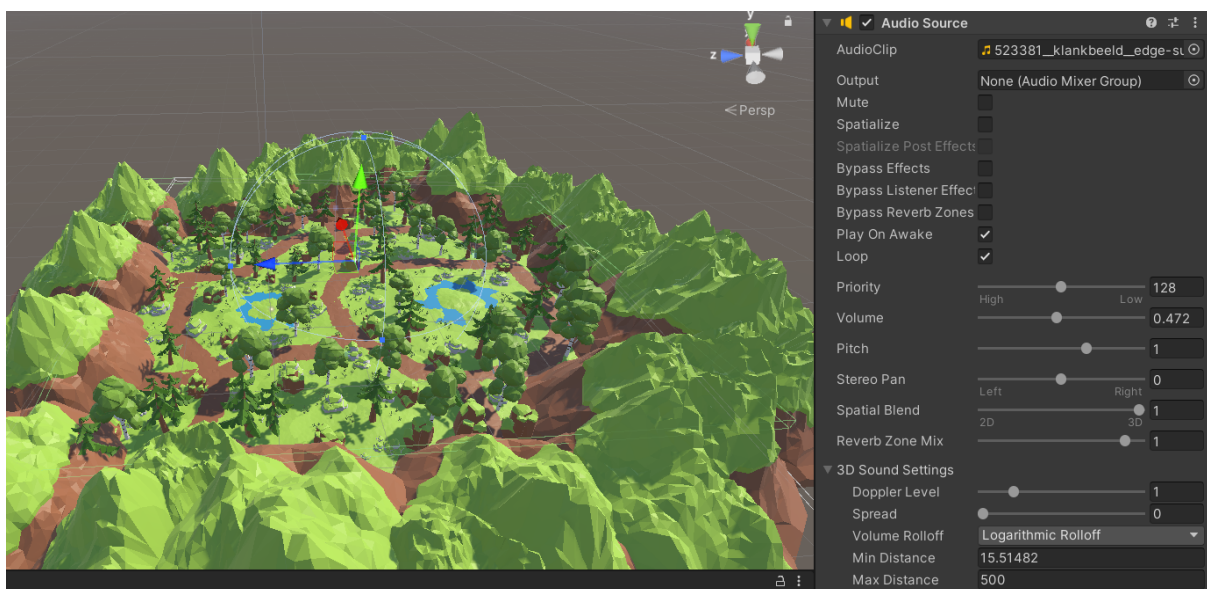 y
z
Persp
Audio Source
AudioClip
523381__klankbeeld__edge-su
Output
None (Audio Mixer Group)
Mute
Spatialize
Spatialize Post Effects
Bypass Effects
Bypass Listener Effect
Bypass Reverb Zones
Play On Awake
Loop
Priority
128
High Low
Volume
0.472
Pitch
1
Stereo Pan
0
Left Right
Spatial Blend
1
2D 3D
Reverb Zone Mix
1
3D Sound Settings
Doppler Level
1
Spread
0
Volume Rolloff
Logarithmic Rolloff
Min Distance
15.51482
Max Distance
500